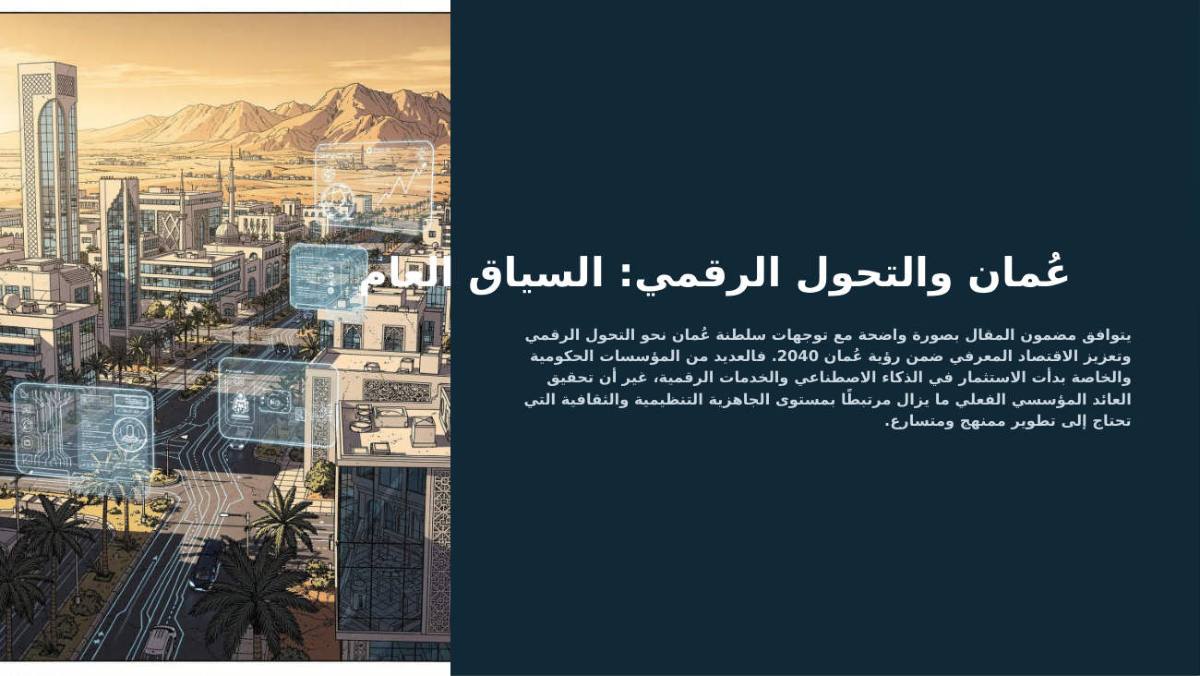 عُمان والتحول الرقمي: السياق العام
يتوافق مضمون المقال بصورة واضحة مع توجهات سلطنة عُمان نحو التحول الرقمي
وتعزيز الاقتصاد المعرفي ضمن رؤية عُمان 2040. فالعديد من المؤسسات الحكومية
والخاصة بدأت الاستثمار في الذكاء الاصطناعي والخدمات الرقمية، غير أن تحقيق
العائد المؤسسي الفعلي ما يزال مرتبطًا بمستوى الجاهزية التنظيمية والثقافية التي
تحتاج إلى تطوير ممنهج ومتسارع.